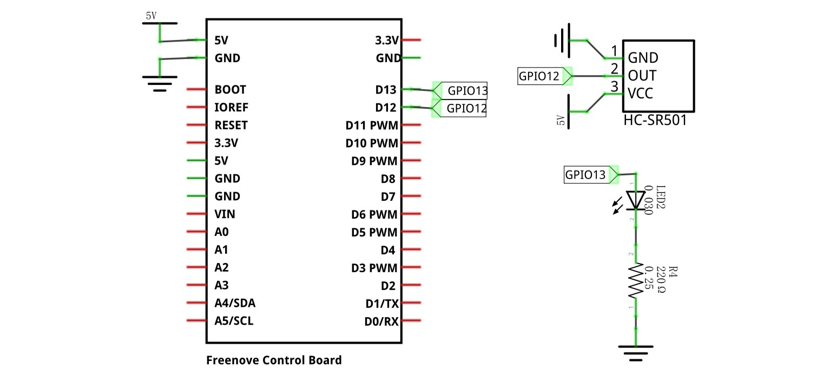 5V
5V
GND
BOOT
IOREF
RESET
3.3V
5V
GND
GND
VIN
A0
A1
A2
A3
A4/SDA
A5/SCL
3.3V
GND
D13
D12
D11 PWM
D10 PWM
D9 PWM
D8
D7
D6 PWM
D5 PWM
D4
D3 PWM
D2
D1/TX
D0/RX
GPIO13
GPIO12
Freenove Control Board
GPIO12
5V
1
2
3
GND
OUT
VCC
HC-SR501
GPIO13
LED2
0.030
R4
220Ω
0.25